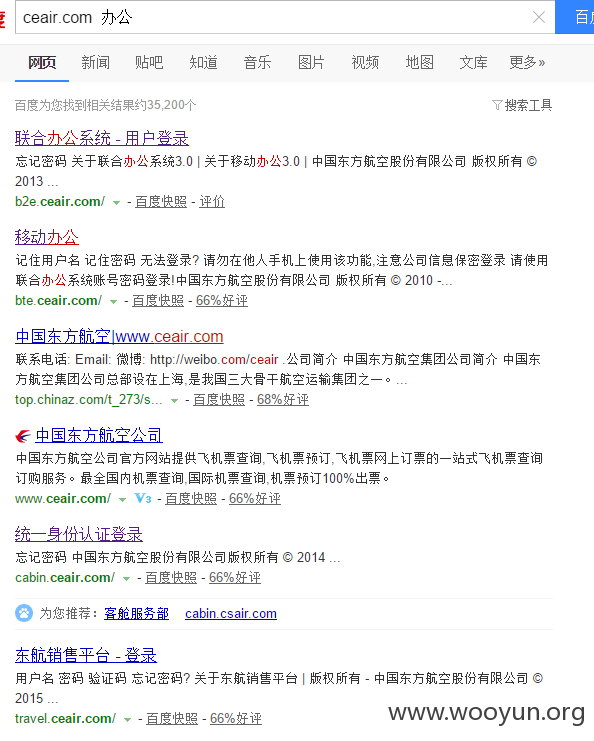 ceair.com 办公
百
网页 新闻 贴吧 知道 音乐 图片 视频 地图 文库 更多»
百度为您找到相关结果约35,200个 搜索工具
联合办公系统 - 用户登录
忘记密码 关于联合办公系统3.0 | 关于移动办公3.0 | 中国东方航空股份有限公司 版权所有 ©
2013 ...
b2e.ceair.com/ - 百度快照 - 评价
移动办公
记住用户名 记住密码 无法登录? 请勿在他人手机上使用该功能,注意公司信息保密登录 请使用
联合办公系统账号密码登录!中国东方航空股份有限公司 版权所有 © 2010 -...
bte.ceair.com/ - 百度快照 - 66%好评
中国东方航空|www.ceair.com
联系电话: Email: 微博: http://weibo.com/ceair .公司简介 中国东方航空集团公司简介 中国东
方航空集团公司总部设在上海,是我国三大骨干航空运输集团之一。...
top.chinaz.com/t_273/s... - 百度快照 - 68%好评
中国东方航空公司
中国东方航空公司官方网站提供飞机票查询,飞机票预订,飞机票网上订票的一站式飞机票查询
订购服务。最全国内机票查询,国际机票查询,机票预订100%出票。
www.ceair.com/ V3 - 百度快照 - 66%好评
统一身份认证登录
忘记密码 中国东方航空股份有限公司版权所有 © 2014 ...
cabin.ceair.com/ - 百度快照 - 66%好评
为您推荐: 客舱服务部 cabin.csair.com
东航销售平台 - 登录
用户名 密码 验证码 忘记密码? 关于东航销售平台 | 版权所有 - 中国东方航空股份有限公司 ©
2015 ...
travel.ceair.com/ - 百度快照 - 66%好评
www.wooyun.org